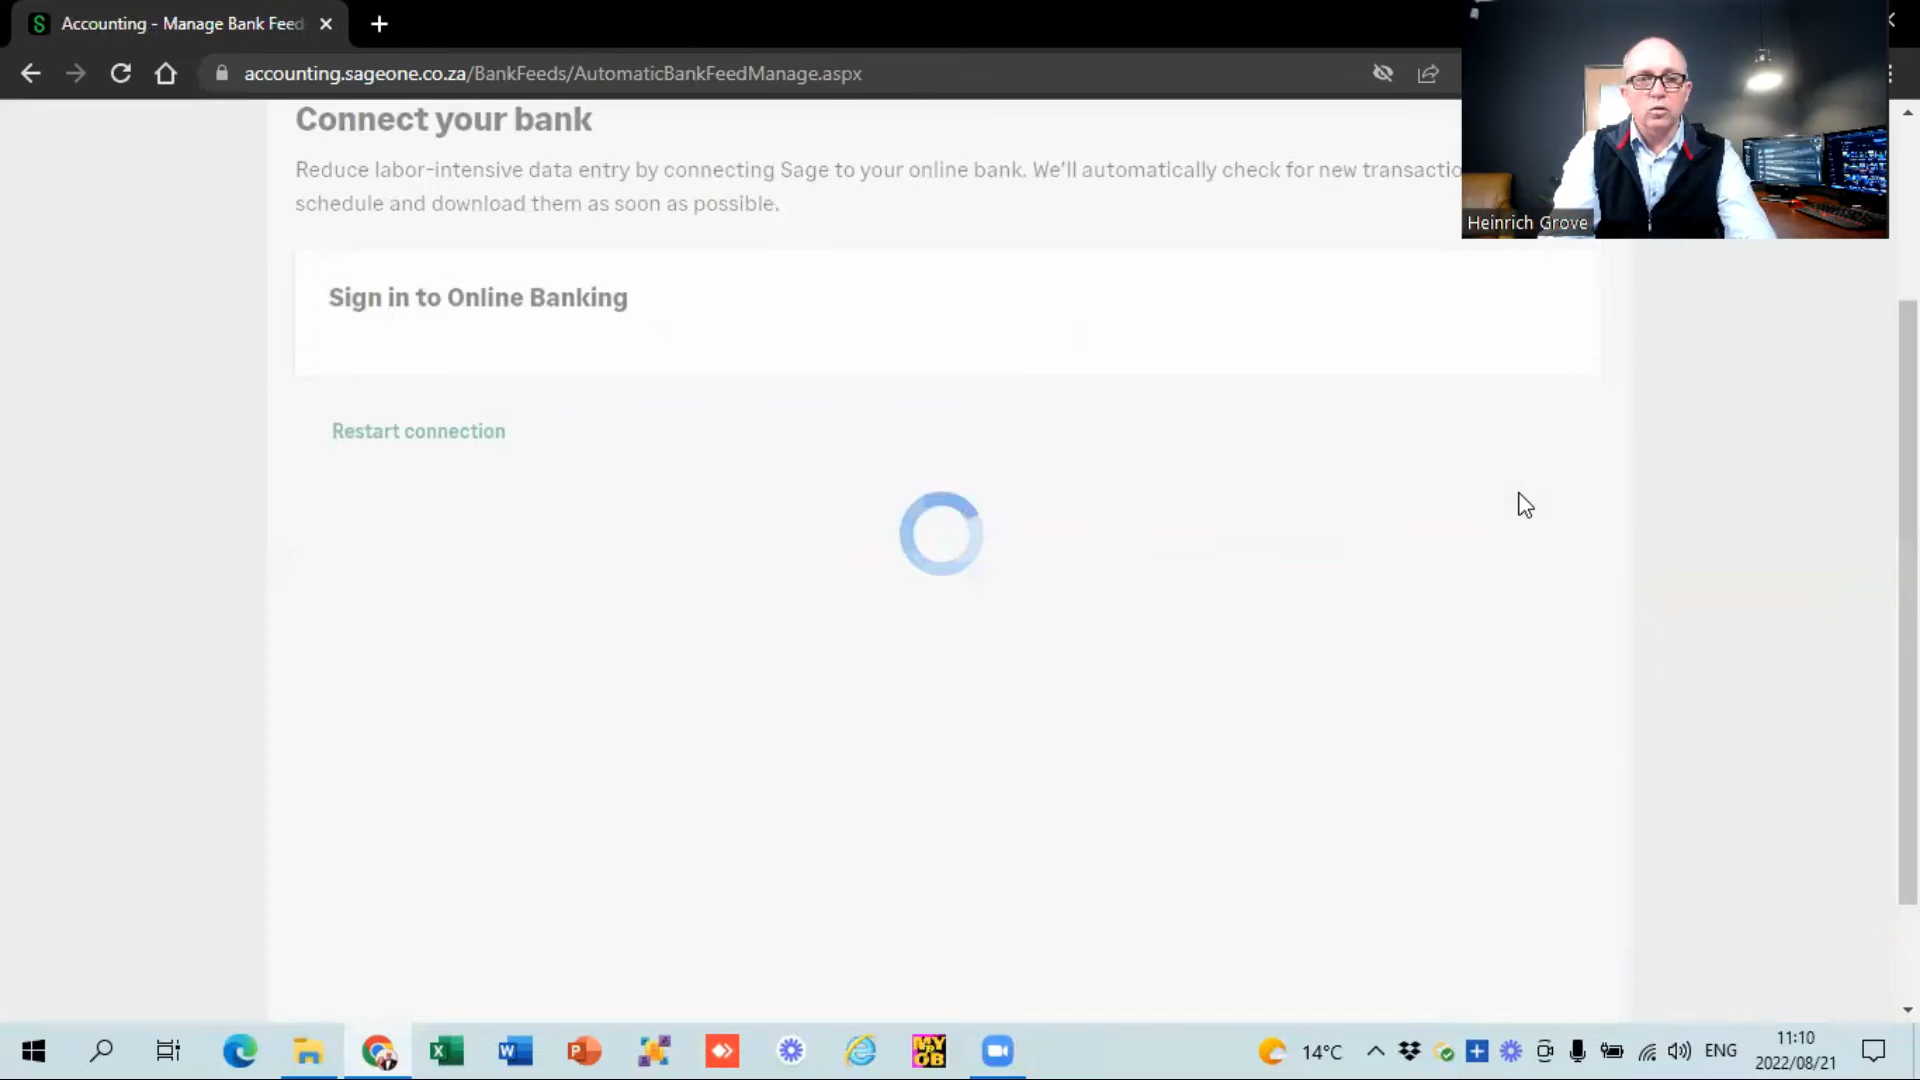 Accounting - Manage Bank Feed
accounting.sageone.co.za/BankFeeds/AutomaticBankFeedManage.aspx
Connect your bank
Reduce labor-intensive data entry by connecting Sage to your online bank. We'll automatically check for new transactio
schedule and download them as soon as possible.
Heinrich Grove
Sign in to Online Banking
Restart connection
MY
OB
14°C
ENG
11:10
2022/08/21